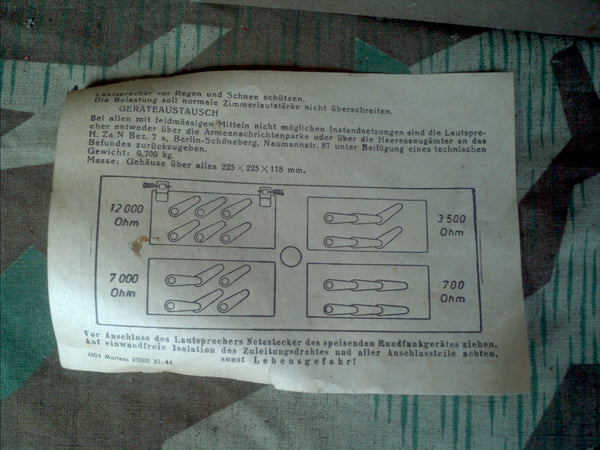 Lautsprecher vor Regen und Schnee schützen.
Die Belastung soll normale Zimmerlautstärke nicht überschreiten.
GERÄTEAUSTAUSCH
Bei allen mit feldmässigen Mitteln nicht möglichen Instandsetzungen sind die Lautspre-
cher entweder über die Armeenachrichtenparke oder über die Heereszeugämter an das
H. Za/N Bez. 7 a, Berlin-Schöneberg, Naumannstr. 87 unter Beifügung eines technischen
Befundes zurückzugeben.
Gewicht: 0,700 kg.
Masse: Gehäuse über alles 225×225×118 mm.
12 000
Ohm
3 500
Ohm
7 000
Ohm
700
Ohm
Vor Anschluss des Lautsprechers Netzstecker des speisenden Rundfunkgerätes ziehen.
Auf einwandfreie Isolation des Zuleitungsdrahtes und aller Anschlussteile achten,
sonst Lebensgefahr!
4604 Martens 10000 XI. 44